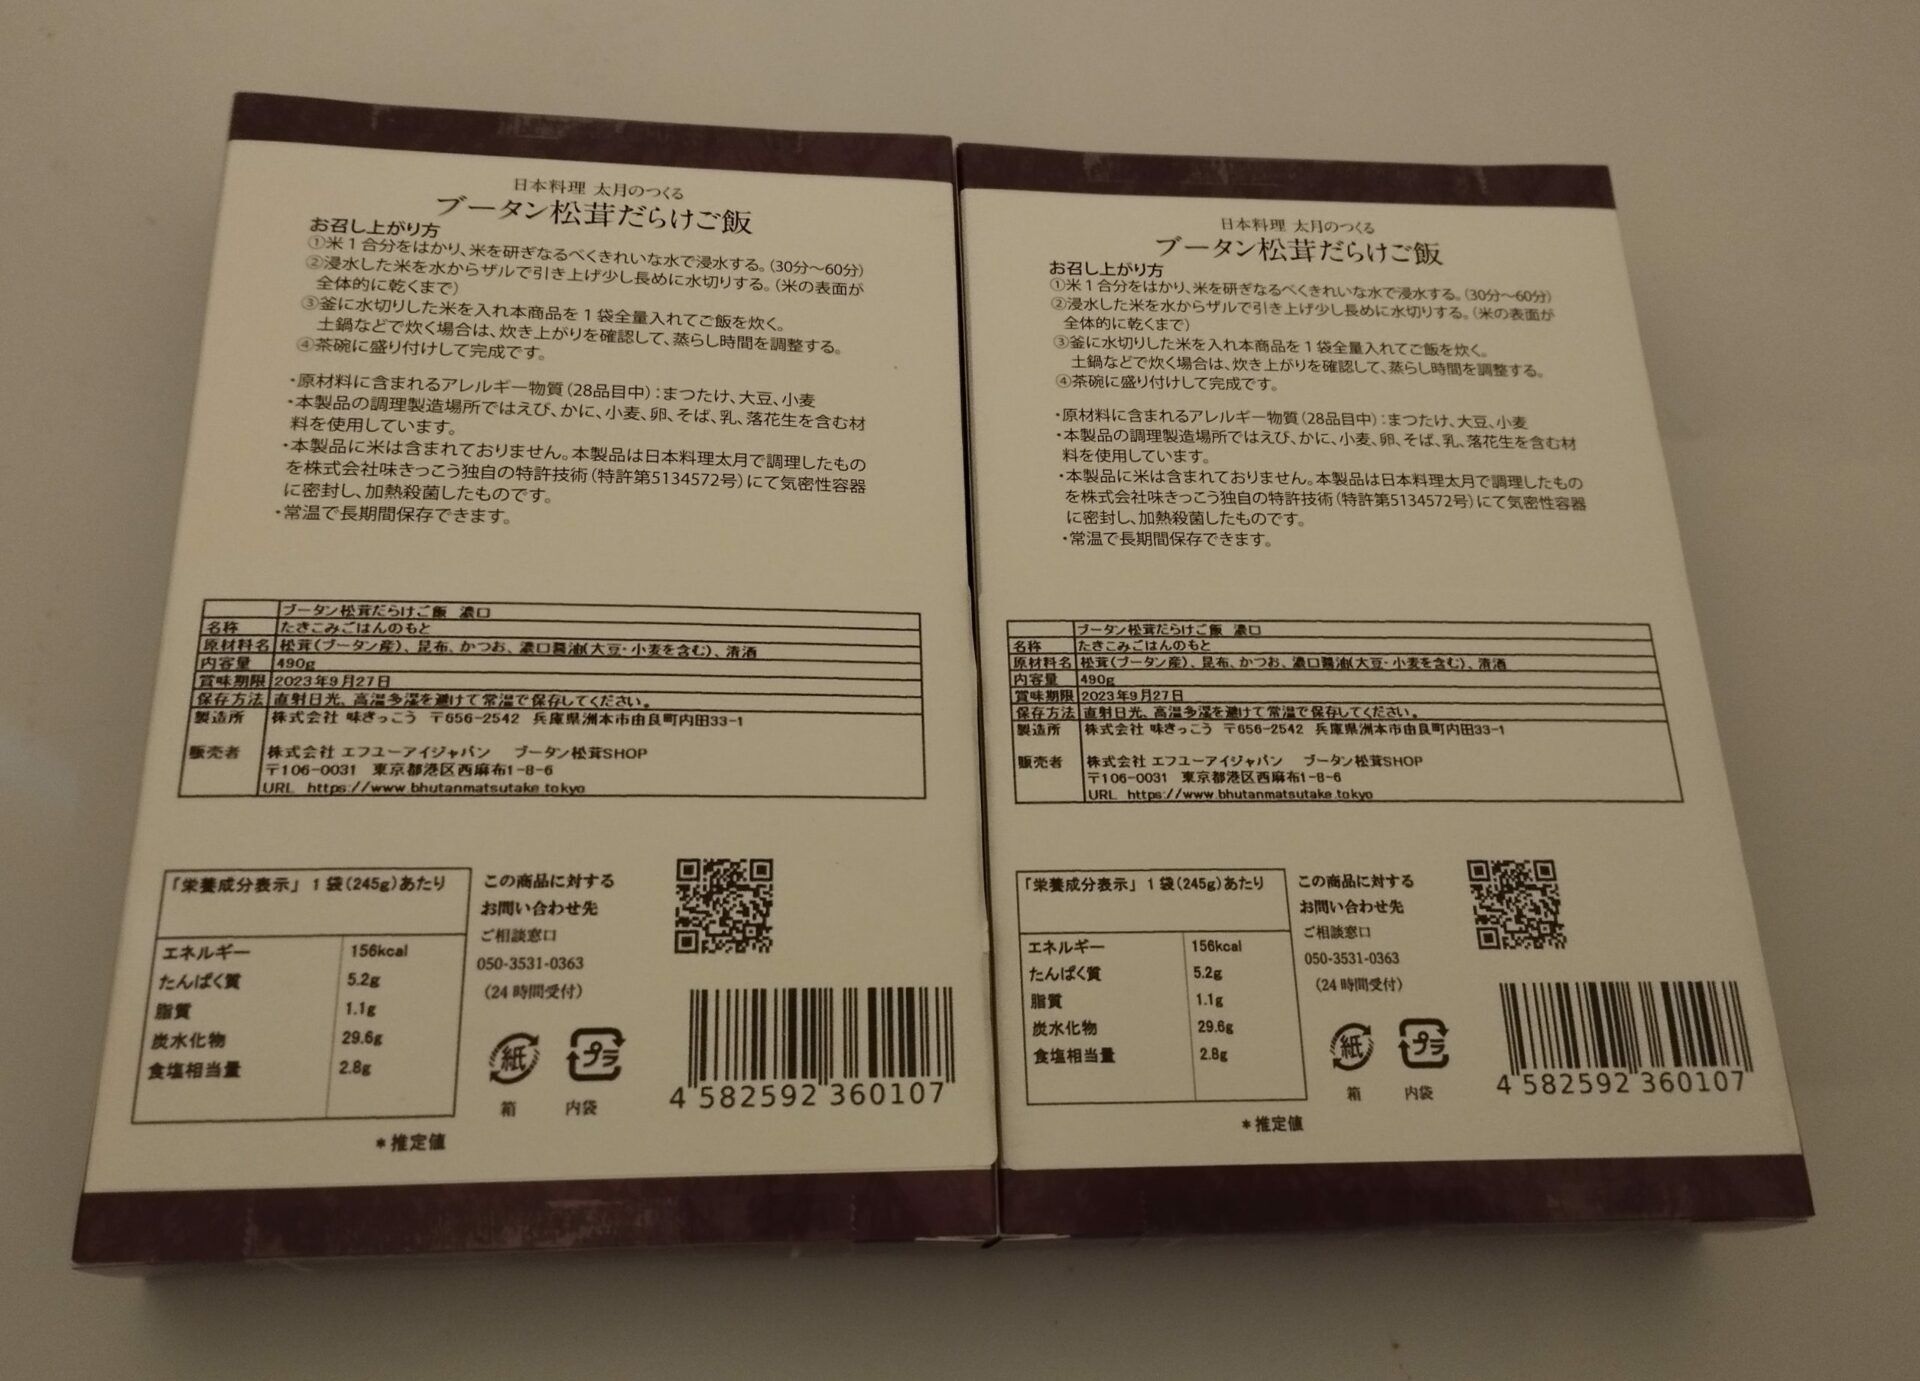 日本料理 太月のつくる
ブータン松茸だらけご飯
お召し上がり方
①米1合分をはかり、米を研ぎなるべくきれいな水で浸水する。(30分〜60分)
②浸水した米を水からザルで引き上げ少し長めに水切りする。(米の表面が
全体的に乾くまで)
③釜に水切りした米を入れ本商品を1袋全量入れてご飯を炊く。
土鍋などで炊く場合は、炊き上がりを確認して、蒸らし時間を調整する。
④茶碗に盛り付けして完成です。
・原材料に含まれるアレルギー物質(28品目中):まつたけ、大豆、小麦
・本製品の調理製造場所ではえび、かに、小麦、卵、そば、乳、落花生を含む材
料を使用しています。
・本製品に米は含まれておりません。本製品は日本料理太月で調理したもの
を株式会社味きっこう独自の特許技術(特許第5134572号)にて気密性容器
に密封し、加熱殺菌したものです。
・常温で長期間保存できます。
ブータン松茸だらけご飯 濃口
名称 たきこみごはんのもと
原材料名 松茸(ブータン産)、昆布、かつお、濃口醤油(大豆・小麦を含む)、清酒
内容量 490g
賞味期限 2023年9月27日
保存方法 直射日光、高温多湿を避けて常温で保存してください。
製造所 株式会社 味きっこう 〒656-2542 兵庫県洲本市由良町内田33-1
販売者 株式会社 エフユーアイジャパン ブータン松茸SHOP
〒106-0031 東京都港区西麻布1-8-6
URL https://www.bhutanmatsutake.tokyo
「栄養成分表示」1袋(245g)あたり
エネルギー 156kcal
たんぱく質 5.2g
脂質 1.1g
炭水化物 29.6g
食塩相当量 2.8g
*推定値
この商品に対する
お問い合わせ先
ご相談窓口
050-3531-0363
(24時間受付)
紙 プラ
箱 内袋
4 582592 360107
日本料理 太月のつくる
ブータン松茸だらけご飯
お召し上がり方
①米1合分をはかり、米を研ぎなるべくきれいな水で浸水する。(30分〜60分)
②浸水した米を水からザルで引き上げ少し長めに水切りする。(米の表面が
全体的に乾くまで)
③釜に水切りした米を入れ本商品を1袋全量入れてご飯を炊く。
土鍋などで炊く場合は、炊き上がりを確認して、蒸らし時間を調整する。
④茶碗に盛り付けして完成です。
・原材料に含まれるアレルギー物質(28品目中):まつたけ、大豆、小麦
・本製品の調理製造場所ではえび、かに、小麦、卵、そば、乳、落花生を含む材
料を使用しています。
・本製品に米は含まれておりません。本製品は日本料理太月で調理したもの
を株式会社味きっこう独自の特許技術(特許第5134572号)にて気密性容器
に密封し、加熱殺菌したものです。
・常温で長期間保存できます。
ブータン松茸だらけご飯 濃口
名称 たきこみごはんのもと
原材料名 松茸(ブータン産)、昆布、かつお、濃口醤油(大豆・小麦を含む)、清酒
内容量 490g
賞味期限 2023年9月27日
保存方法 直射日光、高温多湿を避けて常温で保存してください。
製造所 株式会社 味きっこう 〒656-2542 兵庫県洲本市由良町内田33-1
販売者 株式会社 エフユーアイジャパン ブータン松茸SHOP
〒106-0031 東京都港区西麻布1-8-6
URL https://www.bhutanmatsutake.tokyo
「栄養成分表示」1袋(245g)あたり
エネルギー 156kcal
たんぱく質 5.2g
脂質 1.1g
炭水化物 29.6g
食塩相当量 2.8g
*推定値
この商品に対する
お問い合わせ先
ご相談窓口
050-3531-0363
(24時間受付)
紙 プラ
箱 内袋
4 582592 360107